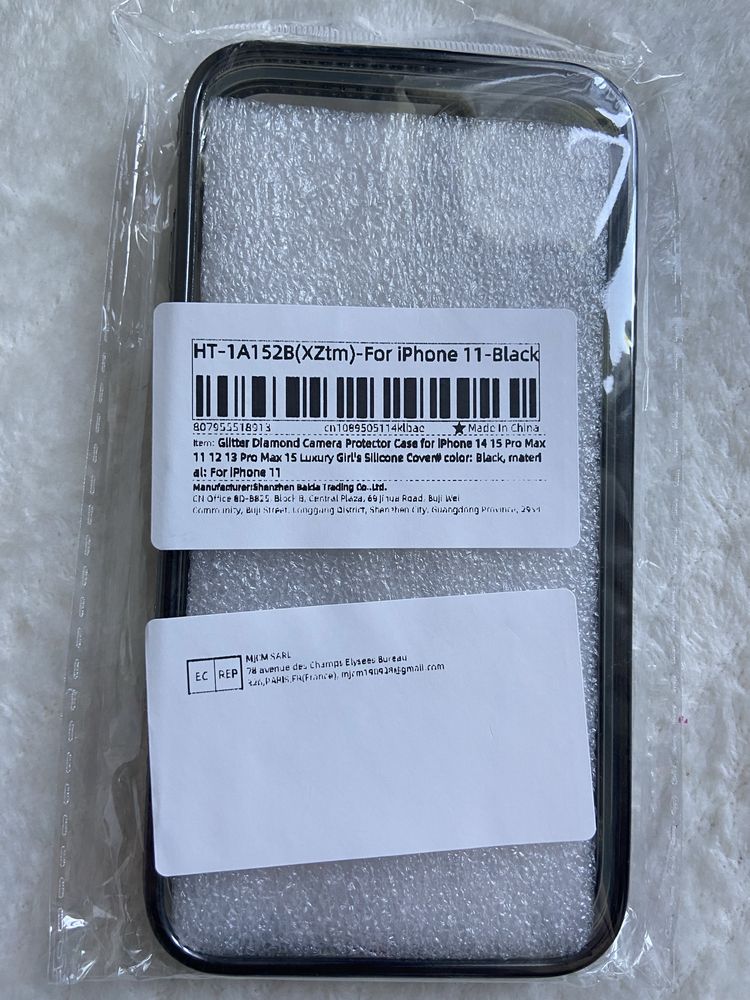 HT-1A152B(XZtm)-For iPhone 11-Black
807955518913 cn1089505114klbae ★Made In China
Item: Glitter Diamond Camera Protector Case for iPhone 14 15 Pro Max
11 12 13 Pro Max 15 Luxury Girl's Silicone Cover# color: Black, materi
al: For iPhone 11
Manufacturer:Shenzhen Baida Trading Co.,Ltd.
CN Office 8D-B825, Block B, Central Plaza, 69 Jihua Road, Buji Wei
Community, Buji Street, Longgang District, Shenzhen City, Guangdong Province,
EC REP
MJCM SARL
78 avenue des Champs Elysees Bureau
326,PARIS,FR(France),